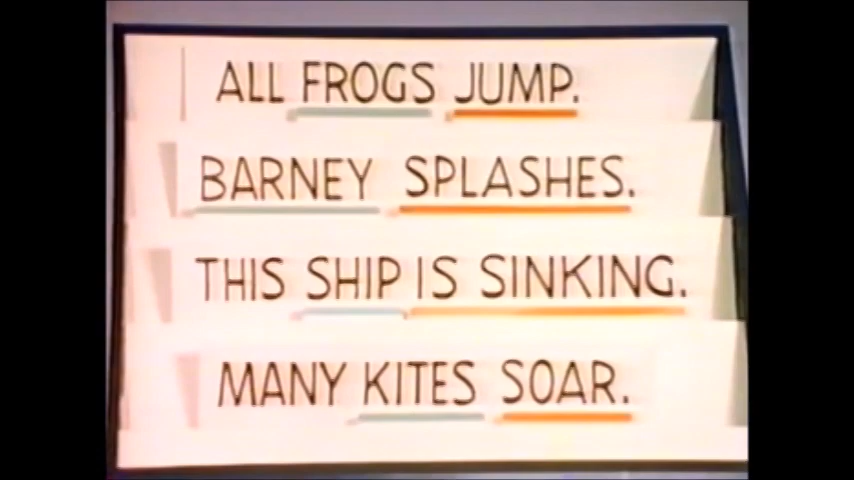 ALL FROGS JUMP.
BARNEY SPLASHES.
THIS SHIP IS SINKING.
MANY KITES SOAR.